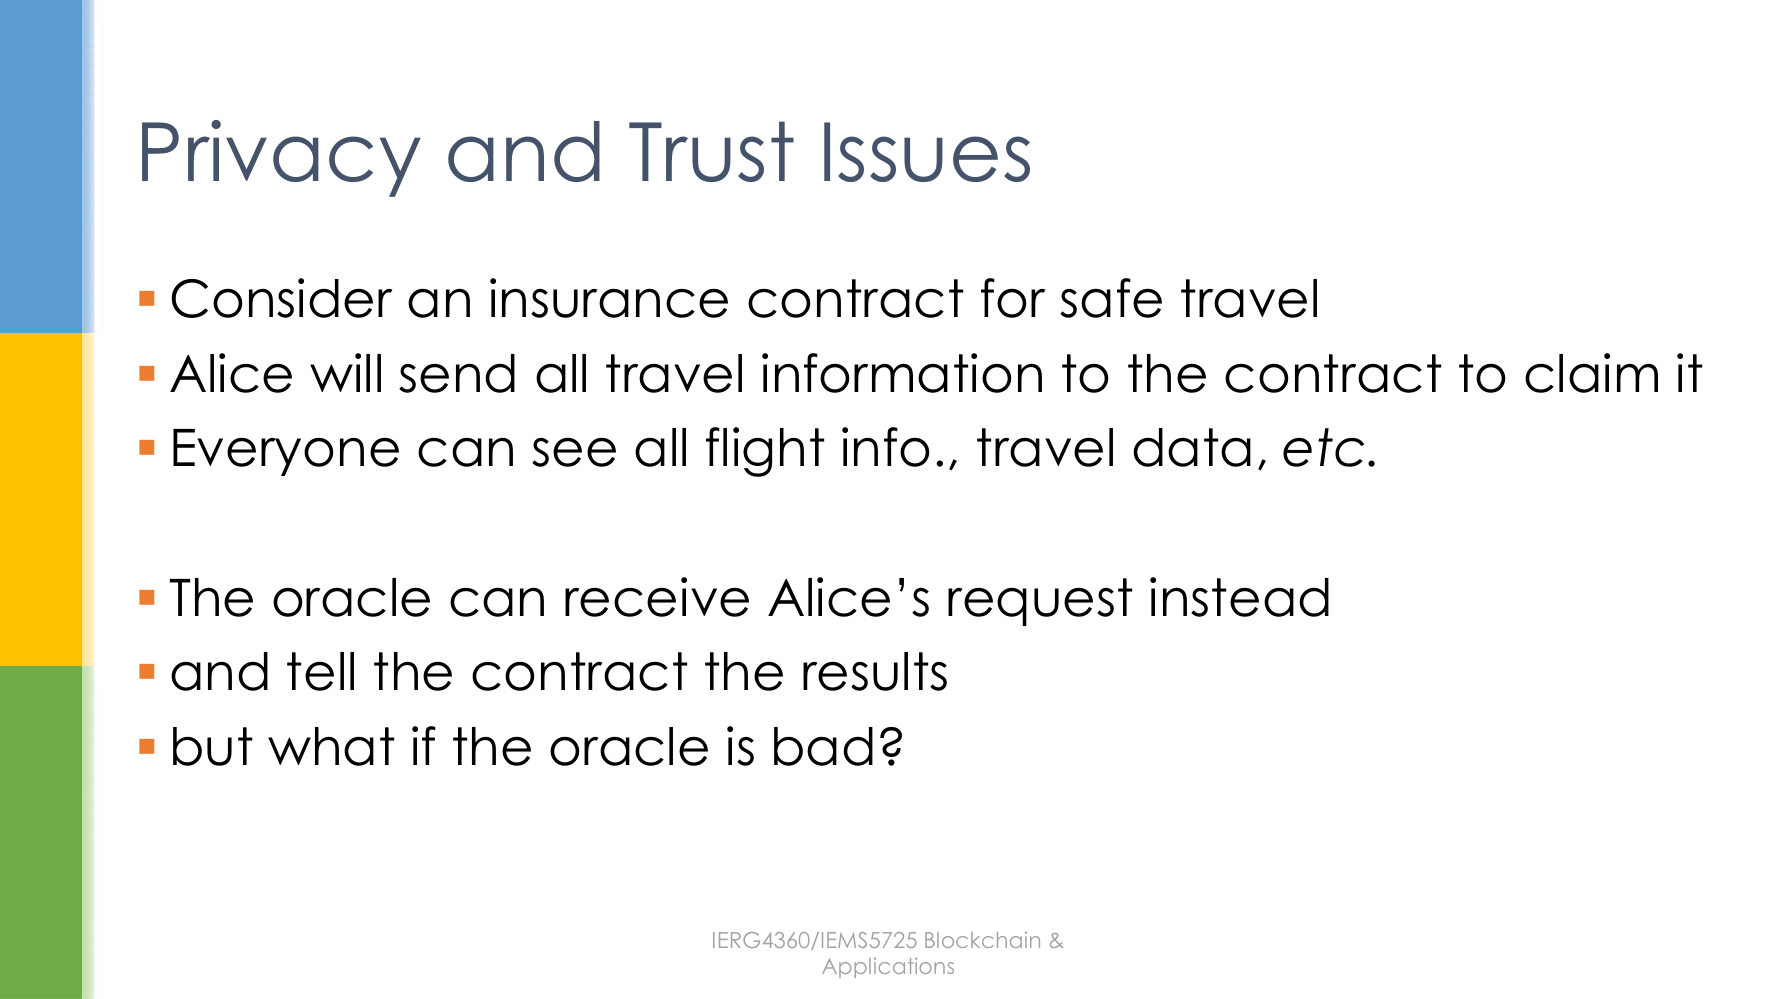 Privacy and Trust Issues
Consider an insurance contract for safe travel
Alice will send all travel information to the contract to claim it
Everyone can see all flight info., travel data, etc.
The oracle can receive Alice’s request instead
and tell the contract the results
but what if the oracle is bad?
IERG4360/IEMS5725 Blockchain &
Applications